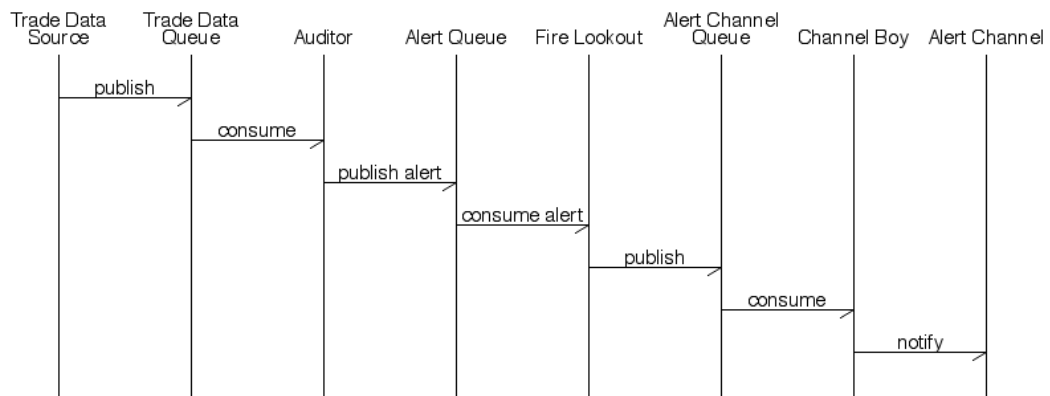 Trade Data
Source
Trade Data
Queue
Auditor
Alert Queue
Fire Lookout
Alert Channel
Queue
Channel Boy
Alert Channel
publish
consume
publish alert
consume alert
publish
consume
notify